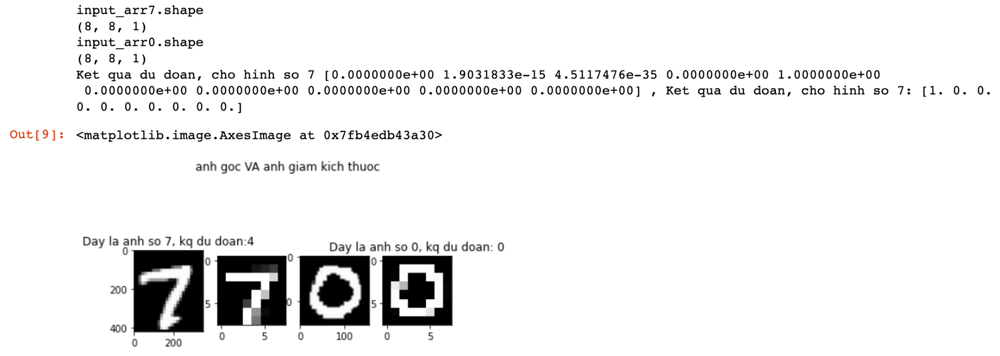 input_arr7.shape
(8, 8, 1)
input_arr0.shape
(8, 8, 1)
Ket qua du doan, cho hinh so 7 [0.0000000e+00 1.9031833e-15 4.5117476e-35 0.0000000e+00 1.0000000e+00
0.0000000e+00 0.0000000e+00 0.0000000e+00 0.0000000e+00 0.0000000e+00] , Ket qua du doan, cho hinh so 7: [1. 0. 0.
0. 0. 0. 0. 0. 0. 0.]
Out[9]: <matplotlib.image.AxesImage at 0x7fb4edb43a30>
anh goc VA anh giam kich thuoc
Day la anh so 7, kq du doan:4
0
200
400
0 200
7
0
5
0 5
Day la anh so 0, kq du doan: 0
0
0
0 100
0
0
5
0 5